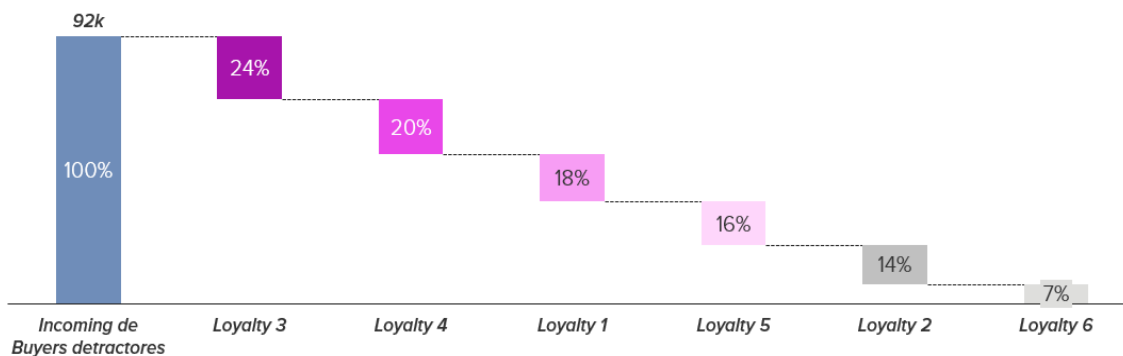 92k
24%
20%
100%
18%
16%
14%
7%
Incoming de
Buyers detractores
Loyalty 3
Loyalty 4
Loyalty 1
Loyalty 5
Loyalty 2
Loyalty 6